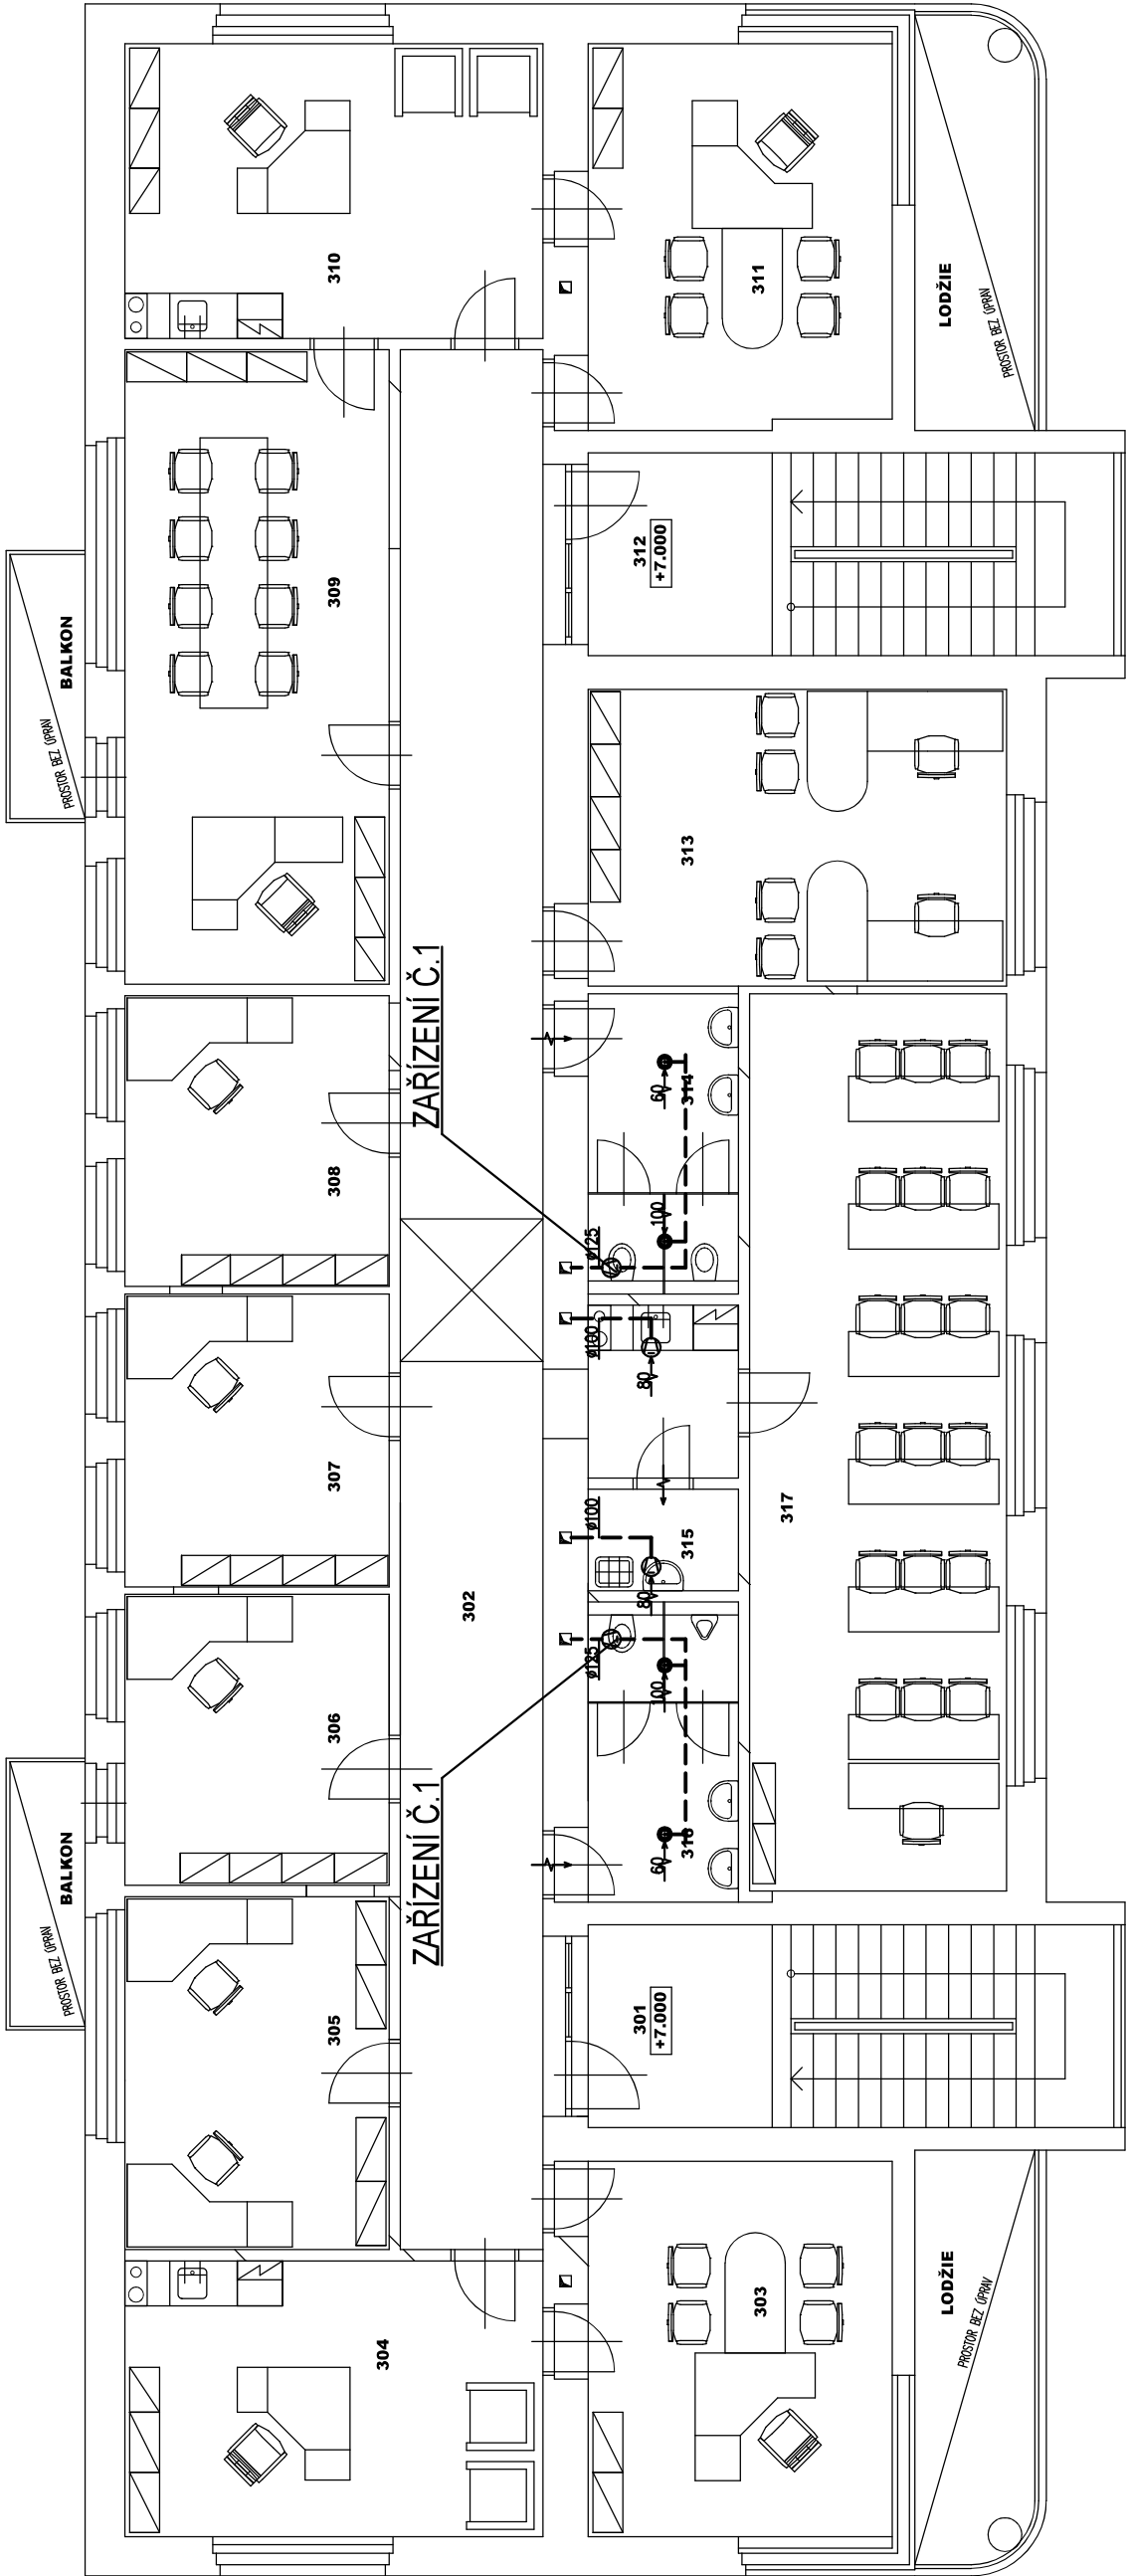 BALKON
PROSTOR BEZ ÚPRAV
BALKON
PROSTOR BEZ ÚPRAV
304
305
306
307
308
309
310
302
ZAŘÍZENÍ Č.1
ZAŘÍZENÍ Č.1
303
301
+7.000
316
60
100
ø125
315
80
ø100
80
ø100
ø125
100
314
60
313
312
+7.000
311
317
LODŽIE
PROSTOR BEZ ÚPRAV
LODŽIE
PROSTOR BEZ ÚPRAV